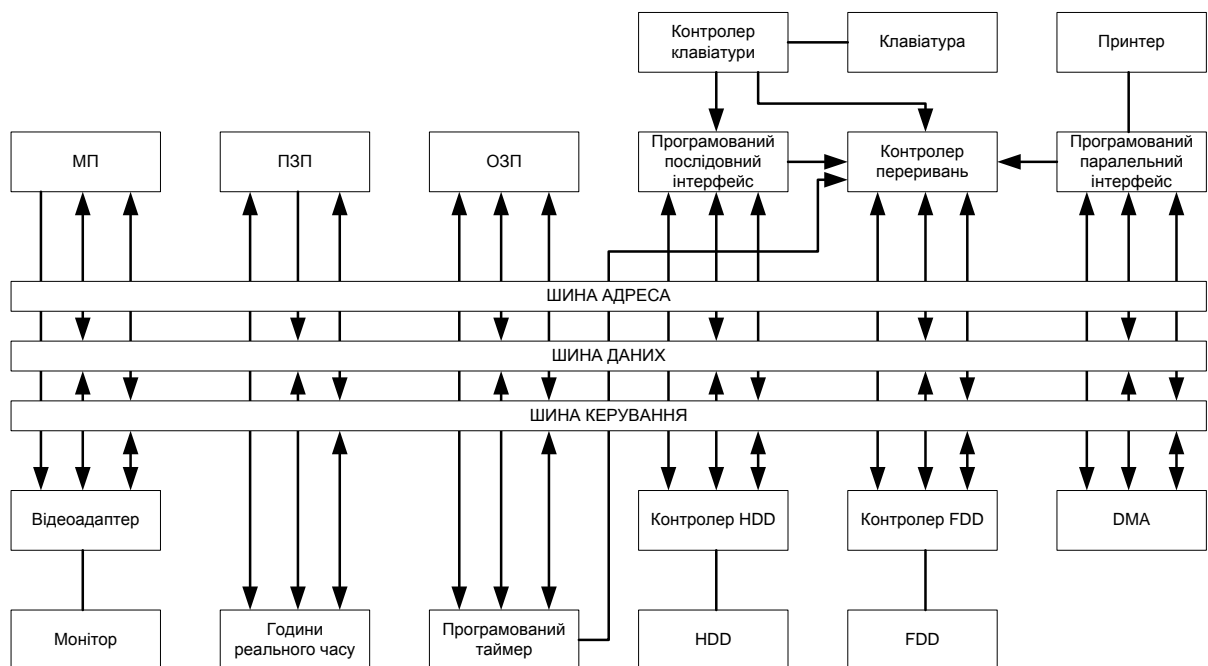 Контролер
клавіатури
Клавіатура
Принтер
МП
ПЗП
ОЗП
Програмований
послідовний
інтерфейс
Контролер
переривань
Програмований
паралельний
інтерфейс
ШИНА АДРЕСА
ШИНА ДАНИХ
ШИНА КЕРУВАННЯ
Відеоадаптер
Контролер HDD
Контролер FDD
DMA
Монітор
Години
реального часу
Програмований
таймер
HDD
FDD